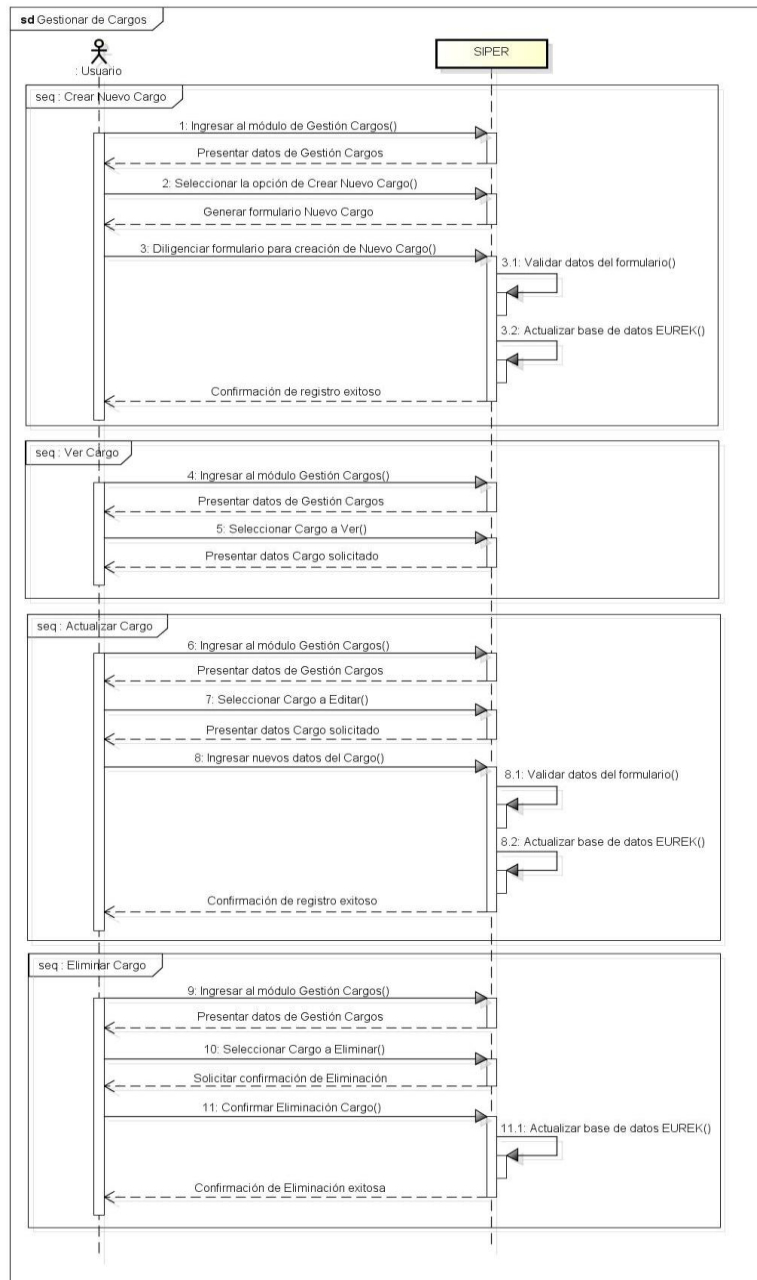 sd Gestionar de Cargos
: Usuario
SIPER
seq : Crear Nuevo Cargo
1: Ingresar al módulo de Gestión Cargos()
Presentar datos de Gestión Cargos
2: Seleccionar la opción de Crear Nuevo Cargo()
Generar formulario Nuevo Cargo
3: Diligenciar formulario para creación de Nuevo Cargo()
3.1: Validar datos del formulario()
3.2: Actualizar base de datos EUREK()
Confirmación de registro exitoso
seq : Ver Cargo
4: Ingresar al módulo Gestión Cargos()
Presentar datos de Gestión Cargos
5: Seleccionar Cargo a Ver()
Presentar datos Cargo solicitado
seq : Actualizar Cargo
6: Ingresar al módulo Gestión Cargos()
Presentar datos de Gestión Cargos
7: Seleccionar Cargo a Editar()
Presentar datos Cargo solicitado
8: Ingresar nuevos datos del Cargo()
8.1: Validar datos del formulario()
8.2: Actualizar base de datos EUREK()
Confirmación de registro exitoso
seq : Eliminar Cargo
9: Ingresar al módulo Gestión Cargos()
Presentar datos de Gestión Cargos
10: Seleccionar Cargo a Eliminar()
Solicitar confirmación de Eliminación
11: Confirmar Eliminación Cargo()
11.1: Actualizar base de datos EUREK()
Confirmación de Eliminación exitosa